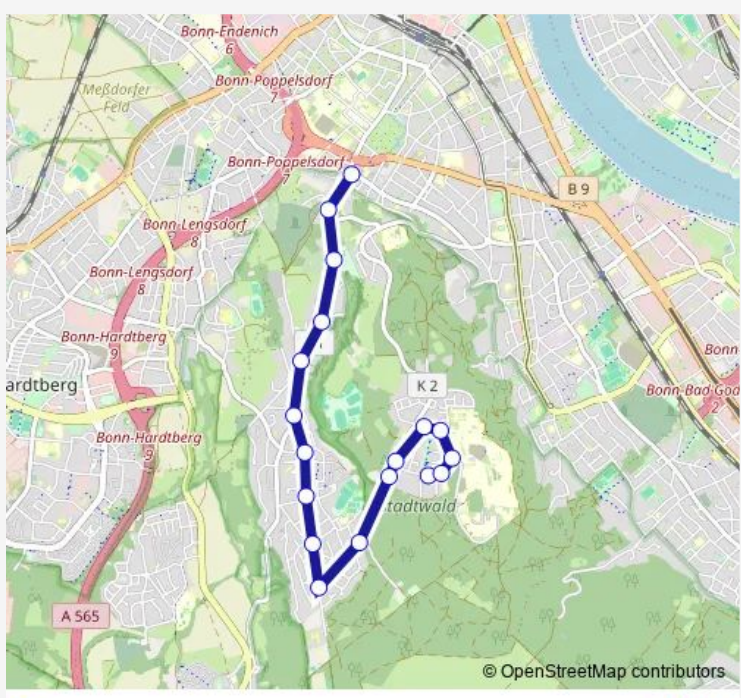 Bonn-Endenich
6
Bonn-Poppelsdorf
7
Meßdorfer
Feld
Bonn-Poppelsdorf
7
B 9
Bonn-Lengsdorf
8
Bonn-Lengsdorf
8
Bonn-Hardtberg
9
Bonn-
ardtberg
K 2
Bonn-Bad God
2
Bonn-Hardtberg
9
tadtwald
A 565
© OpenStreetMap contributors